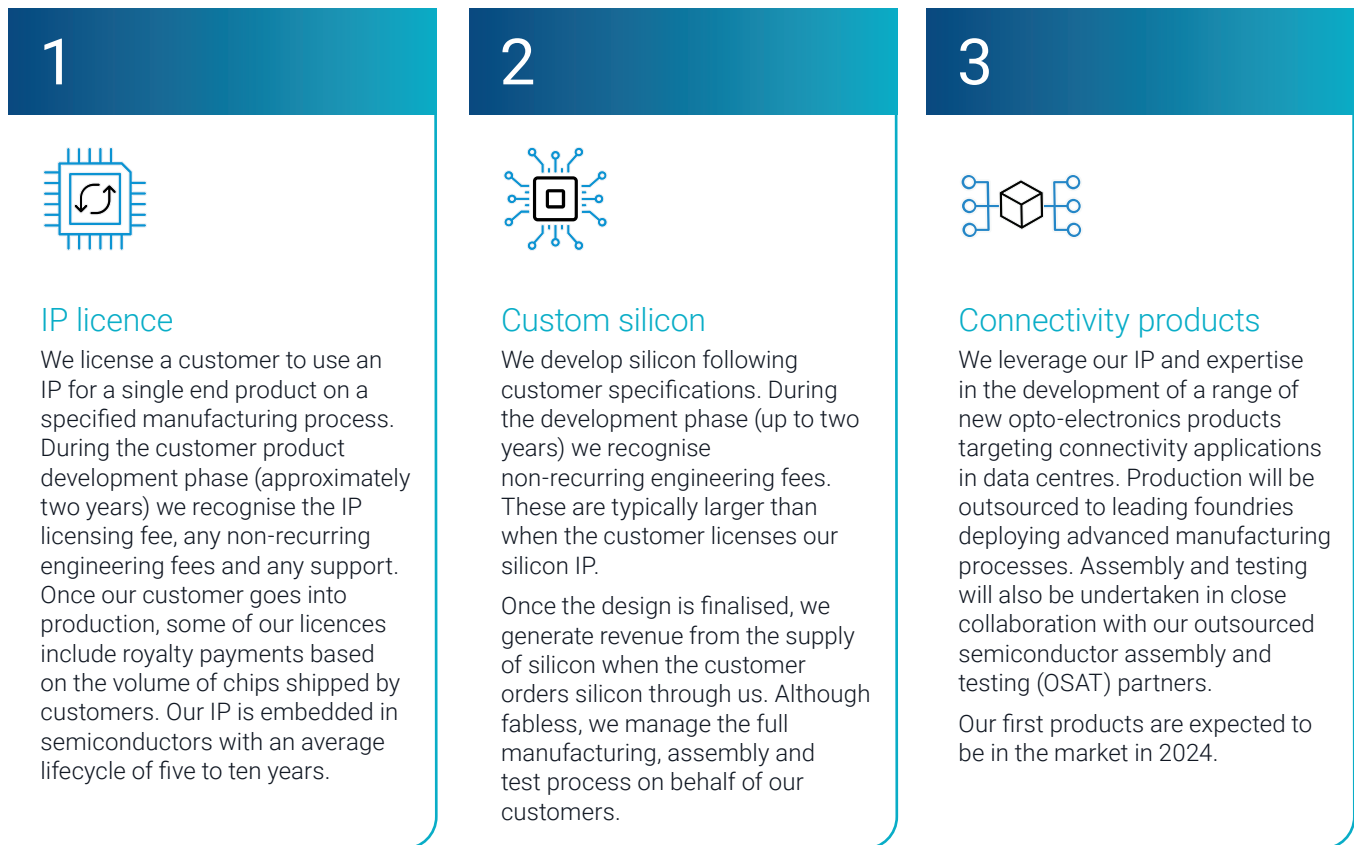 1
IP licence
We license a customer to use an
IP for a single end product on a
specified manufacturing process.
During the customer product
development phase (approximately
two years) we recognise the IP
licensing fee, any non-recurring
engineering fees and any support.
Once our customer goes into
production, some of our licences
include royalty payments based
on the volume of chips shipped by
customers. Our IP is embedded in
semiconductors with an average
lifecycle of five to ten years.
2
Custom silicon
We develop silicon following
customer specifications. During
the development phase (up to two
years) we recognise
non-recurring engineering fees.
These are typically larger than
when the customer licenses our
silicon IP.
Once the design is finalised, we
generate revenue from the supply
of silicon when the customer
orders silicon through us. Although
fabless, we manage the full
manufacturing, assembly and
test process on behalf of our
customers.
3
Connectivity products
We leverage our IP and expertise
in the development of a range of
new opto-electronics products
targeting connectivity applications
in data centres. Production will be
outsourced to leading foundries
deploying advanced manufacturing
processes. Assembly and testing
will also be undertaken in close
collaboration with our outsourced
semiconductor assembly and
testing (OSAT) partners.
Our first products are expected to
be in the market in 2024.